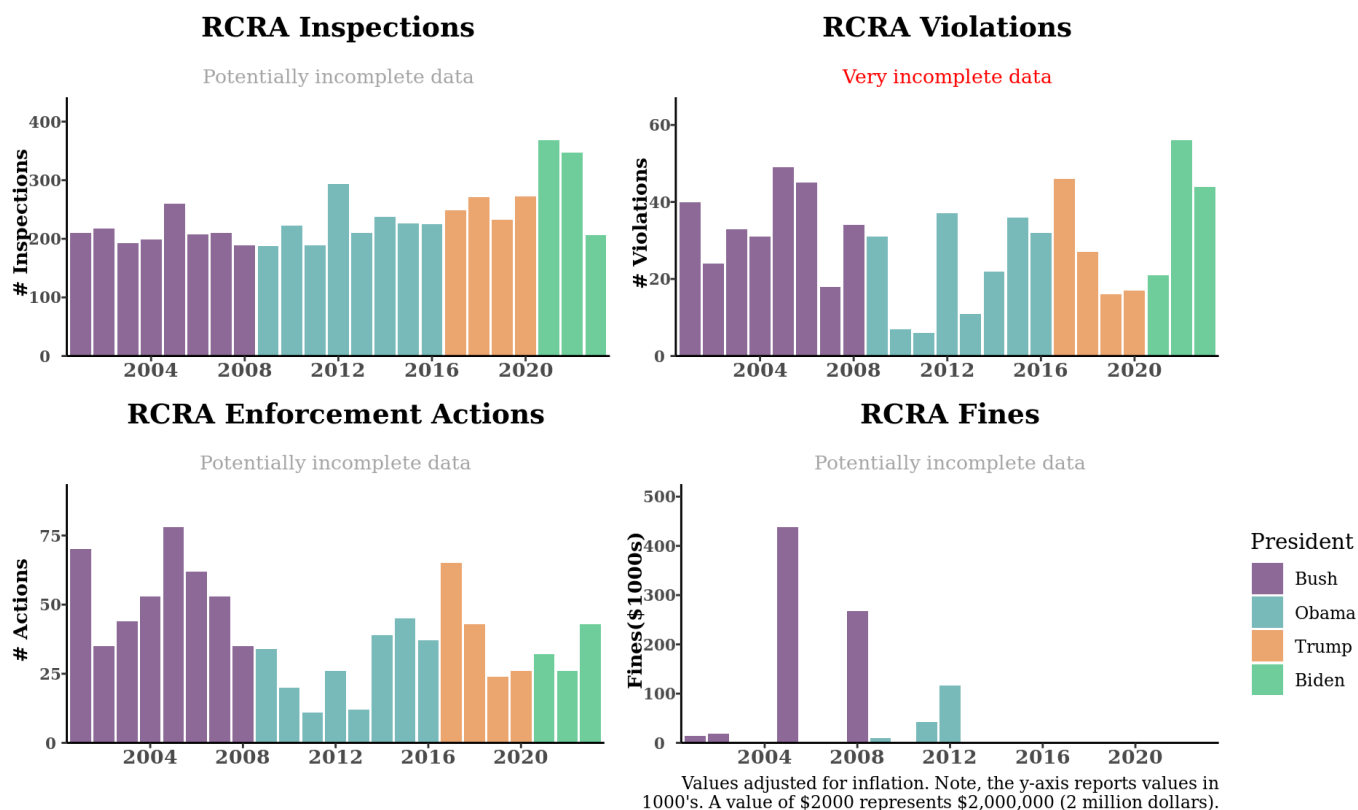 RCRA Inspections
Potentially incomplete data
# Inspections
400
300
200
100
0
2004 2008 2012 2016 2020
RCRA Violations
Very incomplete data
# Violations
60
40
20
0
2004 2008 2012 2016 2020
RCRA Enforcement Actions
Potentially incomplete data
# Actions
75
50
25
0
2004 2008 2012 2016 2020
RCRA Fines
Potentially incomplete data
Fines($1000s)
500
400
300
200
100
0
2004 2008 2012 2016 2020
Values adjusted for inflation. Note, the y-axis reports values in
1000's. A value of $2000 represents $2,000,000 (2 million dollars).
President
Bush
Obama
Trump
Biden